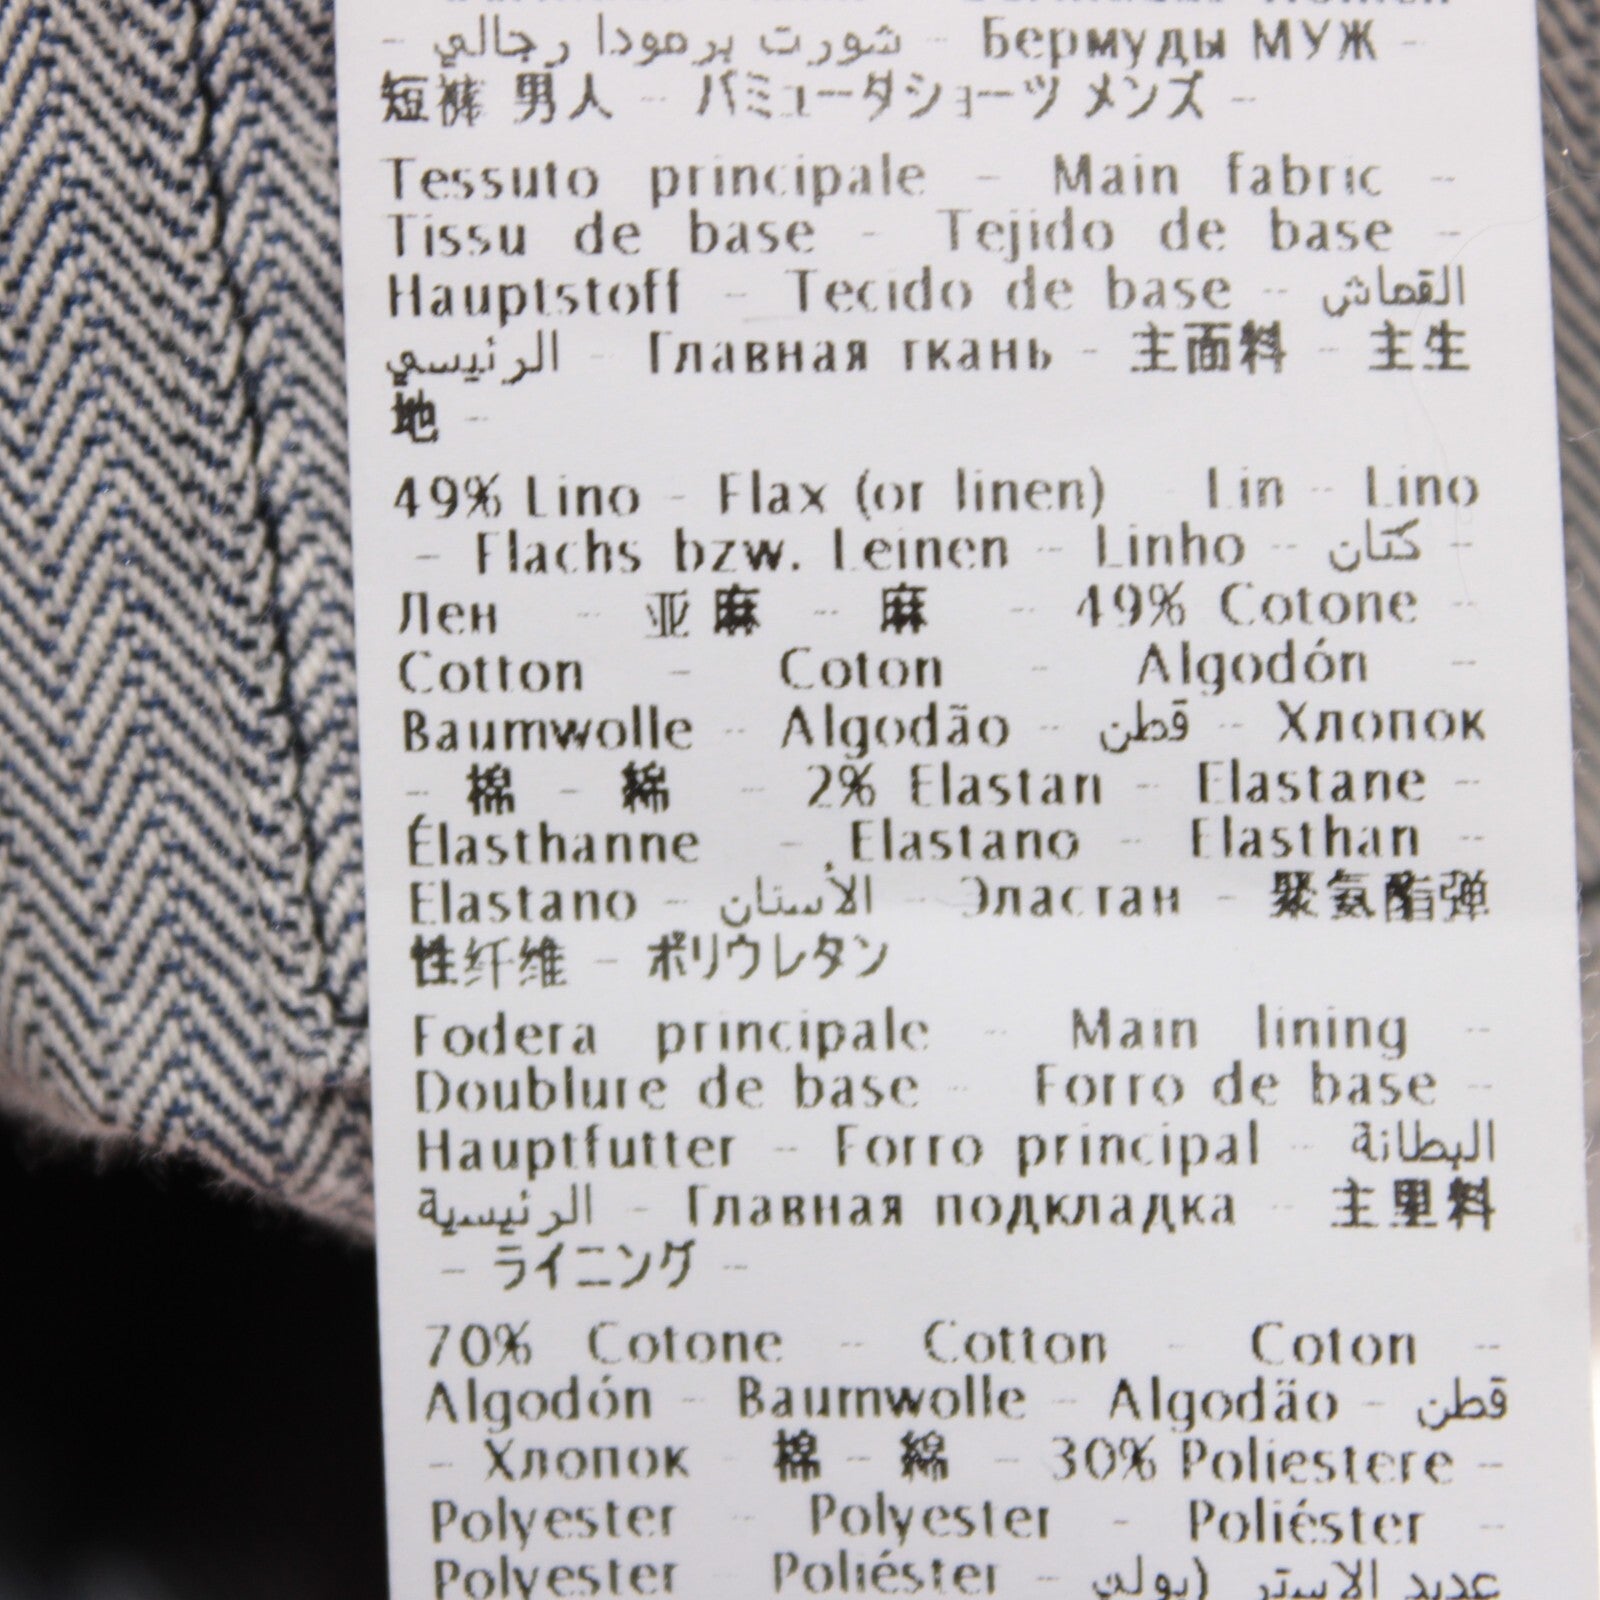 - شورت برمودا رجالي - Бермуды МУЖ -
短裤 男人 - バミューダショーツ メンズ -
Tessuto principale - Main fabric -
Tissu de base - Tejido de base -
Hauptstoff - Tecido de base - القماش
الرئيسي - Главная ткань - 主面料 - 主生
地 -
49% Lino - Flax (or linen) - Lin - Lino
- Flachs bzw. Leinen - Linho - كتان -
Лен - 亚麻 - 麻 - 49% Cotone -
Cotton - Coton - Algodón -
Baumwolle - Algodão - قطن - Хлопок
- 棉 - 綿 - 2% Elastan - Elastane -
Élasthanne - Elastano - Elasthan -
Elastano - الأستان - Эластан - 聚氨酯弹
性纤维 - ポリウレタン
Fodera principale - Main lining -
Doublure de base - Forro de base -
Hauptfutter - Forro principal - البطانة
الرئيسية - Главная подкладка - 主里料
- ライニング -
70% Cotone - Cotton - Coton -
Algodón - Baumwolle - Algodão - قطن
- Хлопок - 棉 - 綿 - 30% Poliestere -
Polyester - Polyester - Poliéster -
Polyester - Poliéster - عديد الاستر (بولي